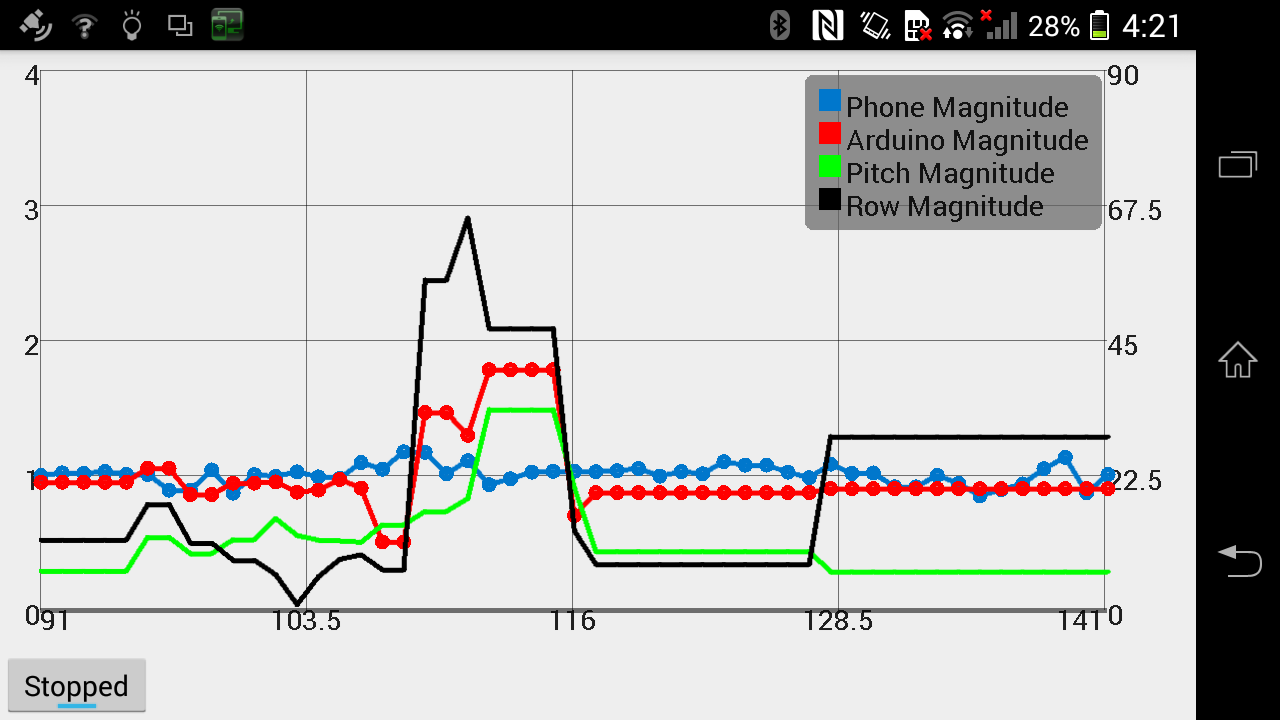 28% 4:21
4 90
Phone Magnitude
Arduino Magnitude
Pitch Magnitude
Row Magnitude
3 67.5
2 45
1 22.5
0 0
91 103.5 116 128.5 141
Stopped